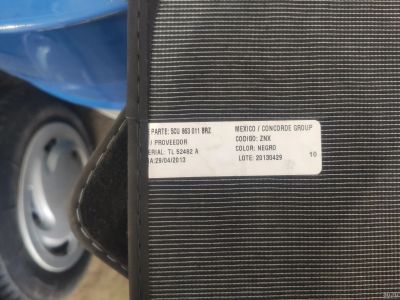 E PARTE: 5CU 863 011 BRZ
/ PROVEEDOR
ERIAL: TL 52482 A
A:29/04/2013
MEXICO / CONCORDE GROUP
CODIGO: ZNX
COLOR: NEGRO
LOTE: 20130429
10